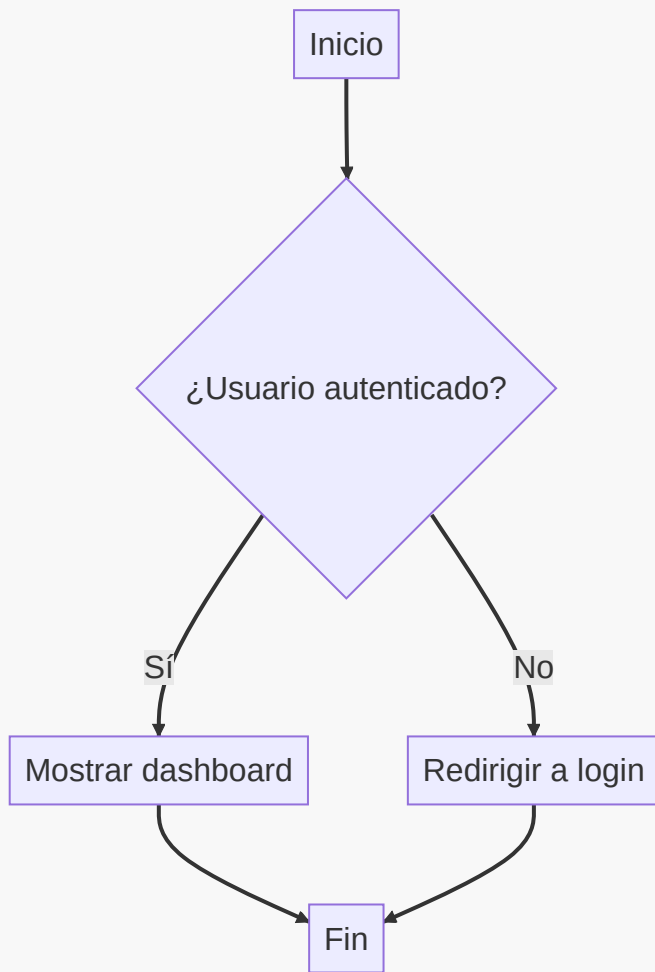 Inicio
¿Usuario autenticado?
Sí
No
Mostrar dashboard
Redirigir a login
Fin